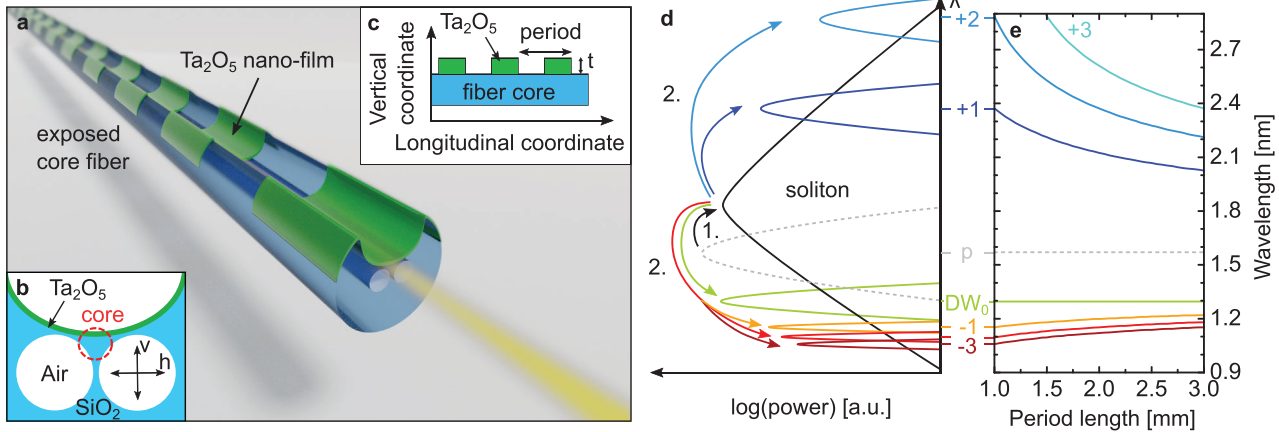 a
Ta₂O₅ nano-film
exposed
core fiber
c
Ta₂O₅
period
t
fiber core
Vertical
coordinate
Longitudinal coordinate
b
Ta₂O₅
core
v
h
Air
SiO₂
d
λ
2.
1.
2.
soliton
+2
+1
p
DW₀
-1
-3
log(power) [a.u.]
e
+3
2.7
2.4
2.1
1.8
1.5
1.2
0.9
Wavelength [nm]
1.0 1.5 2.0 2.5 3.0
Period length [mm]